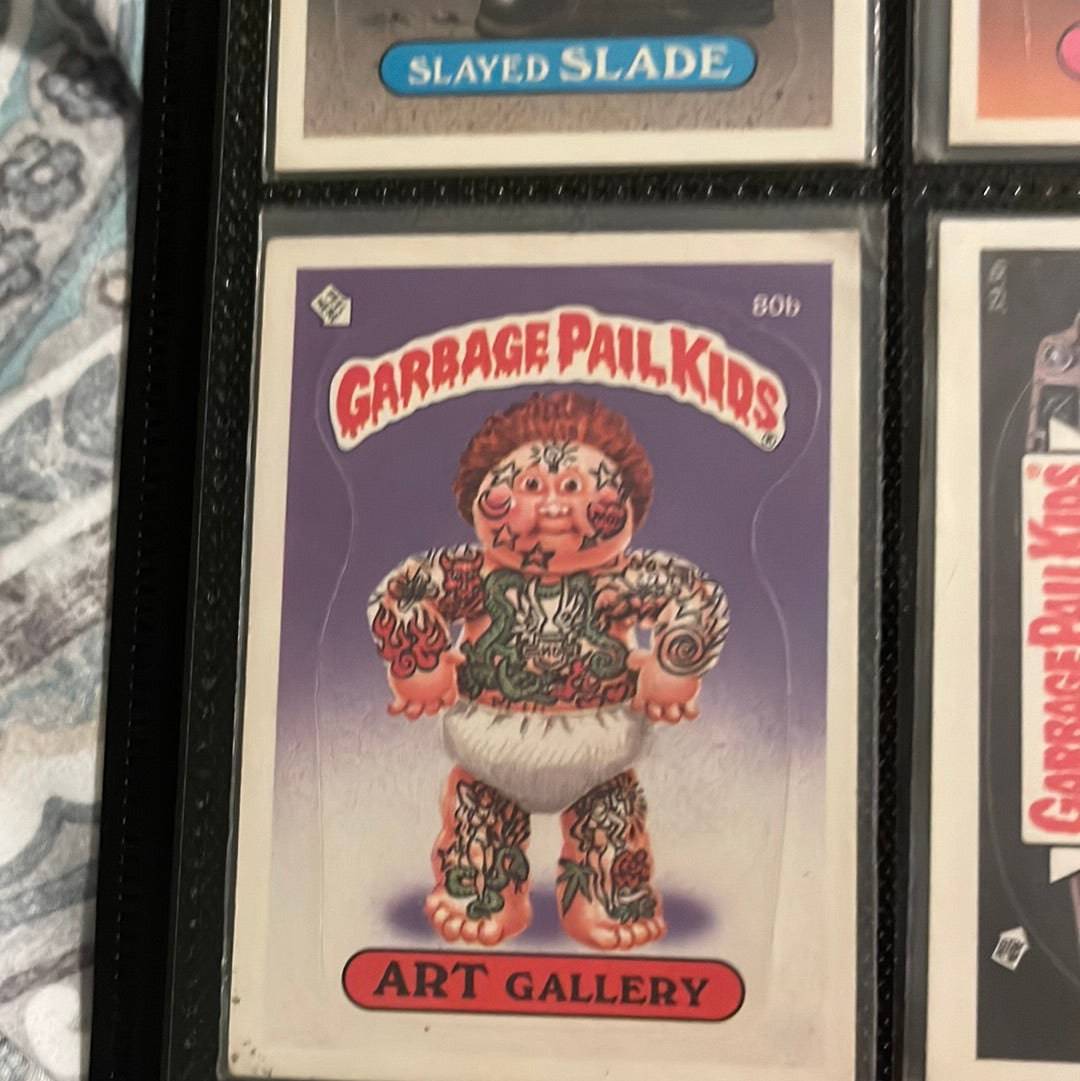 SLAYED SLADE
80b
GARBAGE PAIL KIDS
®
ART GALLERY
GARBAGE PAIL KIDS